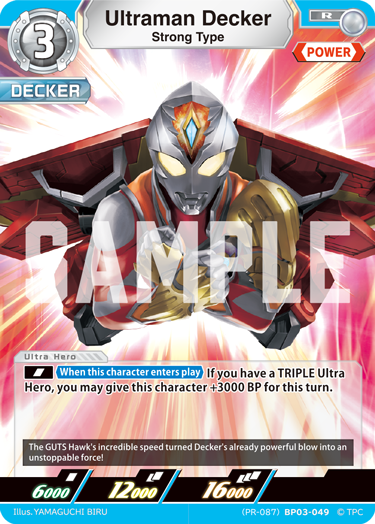 Ultraman Decker
3
Strong Type
R
POWER
DECKER
SAMPLE
Ultra Hero
When this character enters play If you have a TRIPLE Ultra
Hero, you may give this character +3000 BP for this turn.
The GUTS Hawk's incredible speed turned Decker's already powerful blow into an
unstoppable force!
6000 12000 16000
Illus.YAMAGUCHI BIRU (PR-087) BP03-049 © TPC